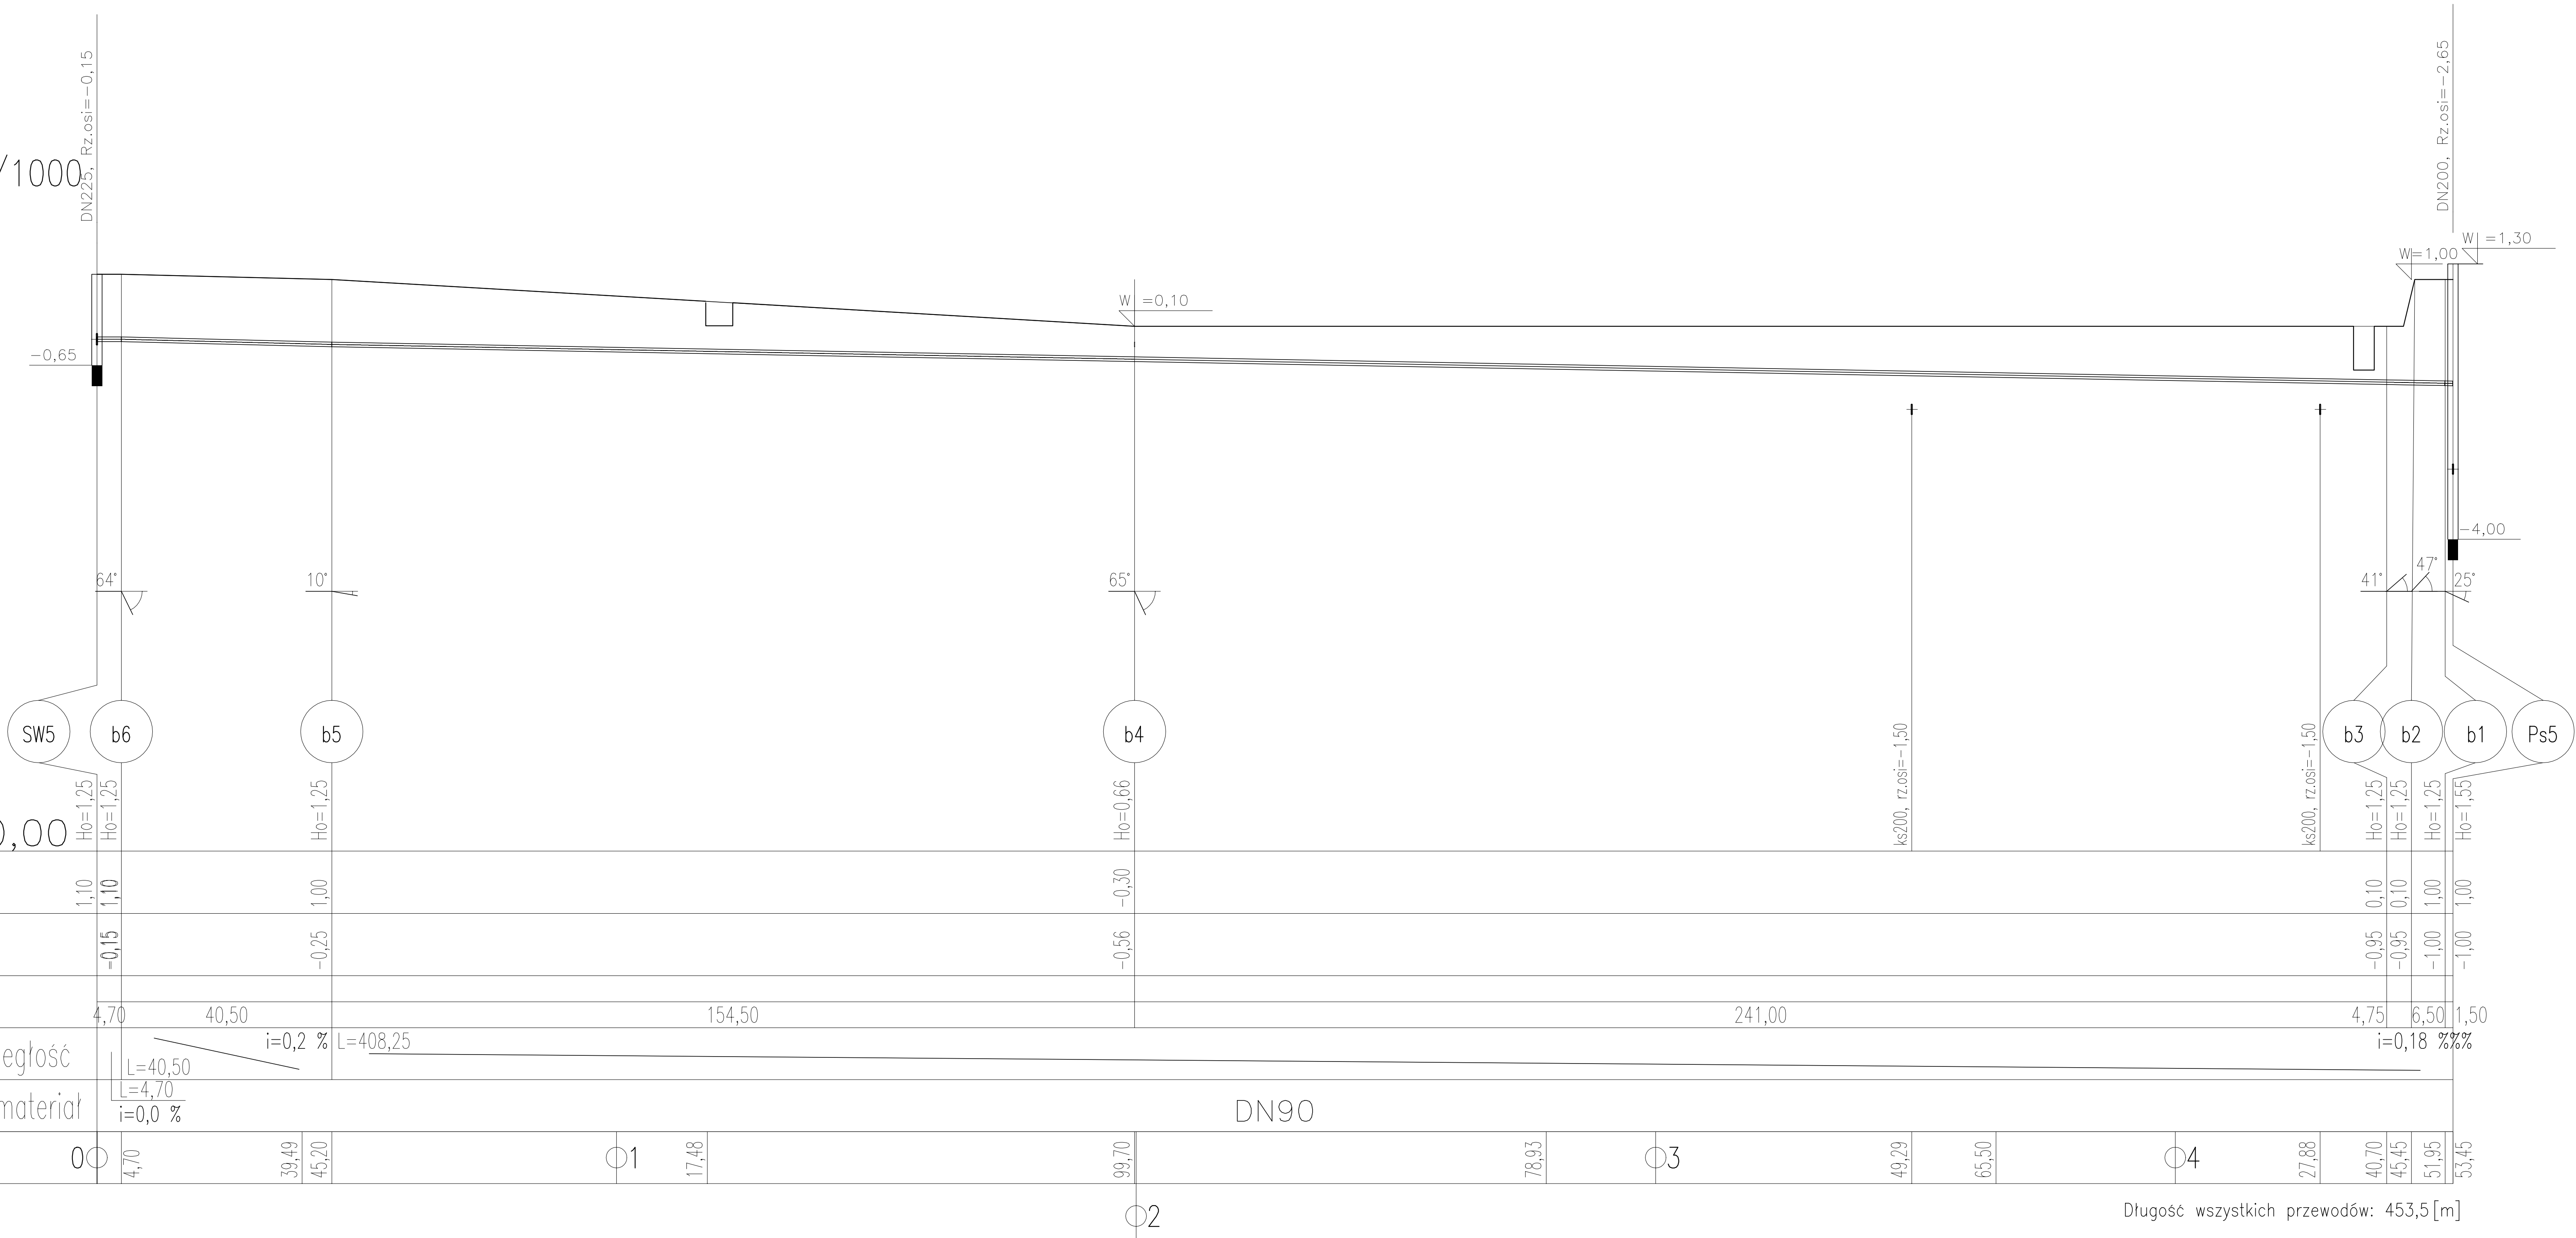 DN225, Rz.osi=-0,15
DN200, Rz.osi=-2,65
/1000
W =1,30
W=1,00
W =0,10
-0,65
-4,00
64°
10°
65°
41°
47°
25°
SW5
b6
b5
b4
b3
b2
b1
Ps5
ks200, rz.osi=-1,50
ks200, rz.osi=-1,50
0,00
Ho=1,25
Ho=1,25
Ho=1,25
Ho=0,66
Ho=1,25
Ho=1,25
Ho=1,25
Ho=1,55
1,10
1,10
1,00
-0,30
0,10
0,10
1,00
1,00
-0,15
-0,25
-0,56
-0,95
-0,95
-1,00
-1,00
4,70
40,50
154,50
241,00
4,75
6,50
1,50
egłość
L=40,50
i=0,2 %
L=408,25
i=0,18 %
L=4,70
i=0,0 %
materiał
DN90
0
4,70
39,49
45,20
1
17,48
99,70
78,93
3
49,29
65,50
4
27,88
40,70
45,45
51,95
53,45
2
Długość wszystkich przewodów: 453,5[m]